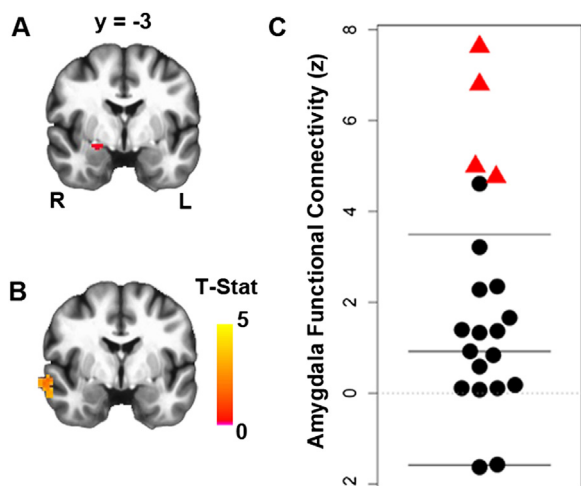 A
y = -3
R
L
B
T-Stat
5
0
C
Amygdala Functional Connectivity (z)
8
6
4
2
0
2